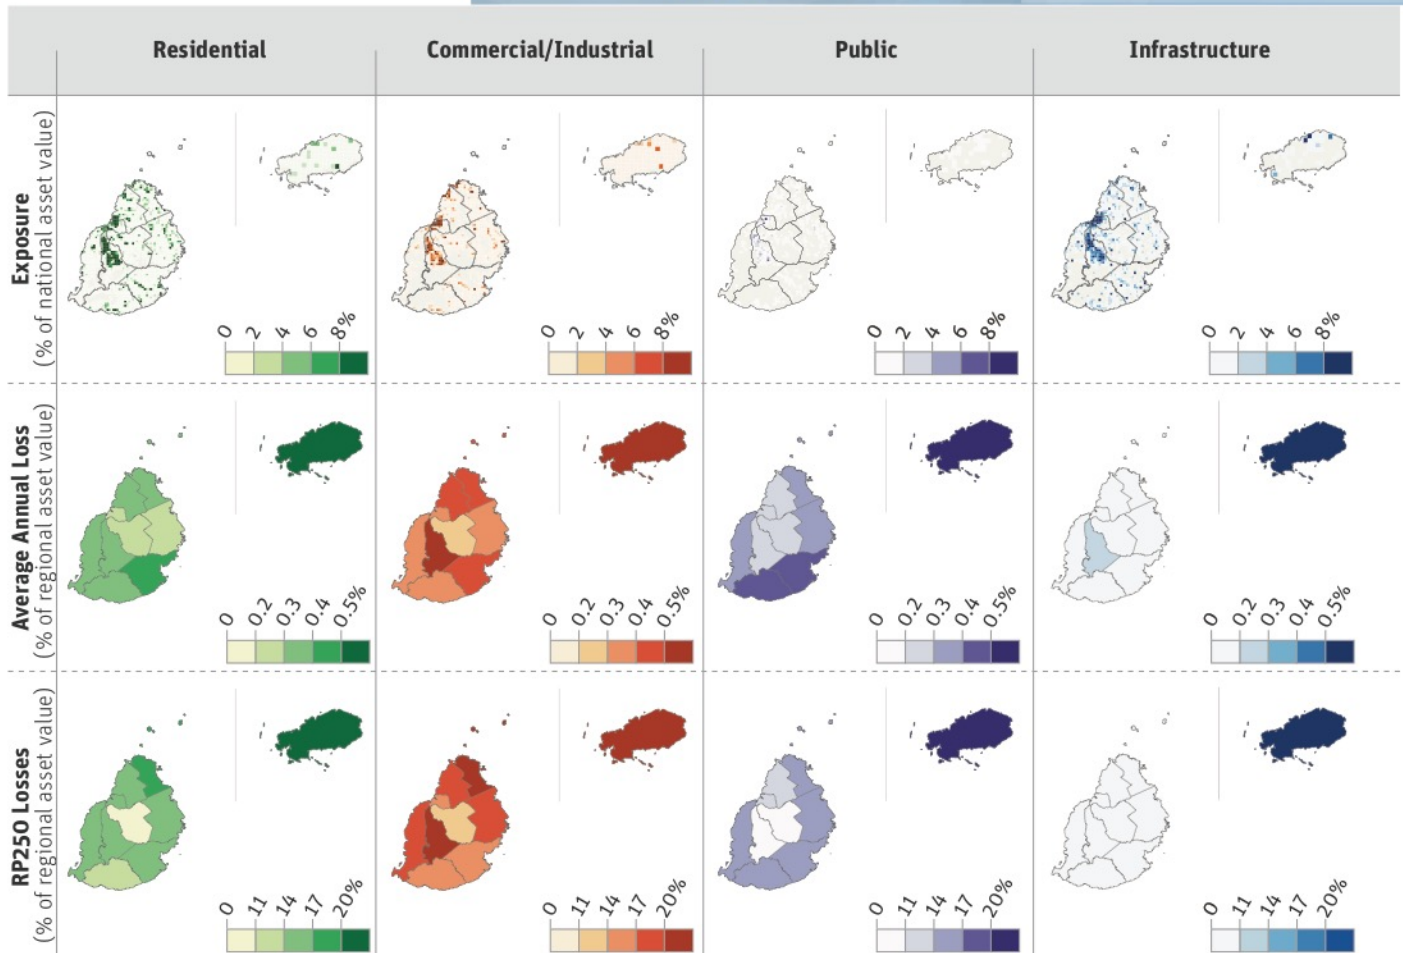 Residential
Commercial/Industrial
Public
Infrastructure
Exposure
(% of national asset value)
0 2 4 6 8%
0 2 4 6 8%
0 2 4 6 8%
0 2 4 6 8%
Average Annual Loss
(% of regional asset value)
0 0.2 0.3 0.4 0.5%
0 0.2 0.3 0.4 0.5%
0 0.2 0.3 0.4 0.5%
0 0.2 0.3 0.4 0.5%
RP250 Losses
(% of regional asset value)
0 11 14 17 20%
0 11 14 17 20%
0 11 14 17 20%
0 11 14 17 20%